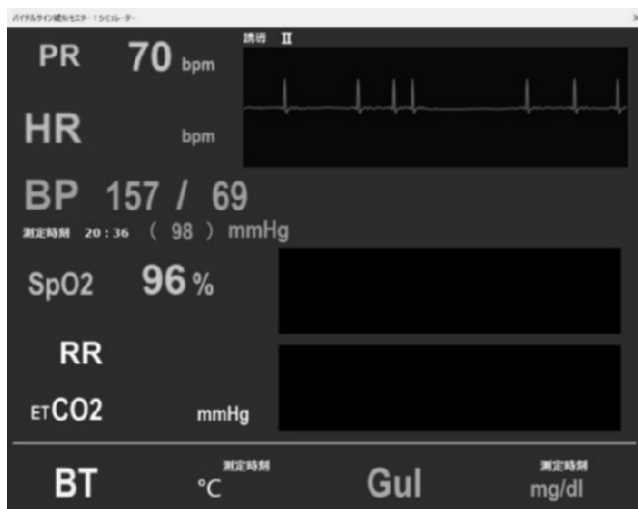 バイタルサイン擬似モニター：シミュレーター
誘導 II
PR 70 bpm
HR bpm
BP 157 / 69
測定時刻 20:36 ( 98 ) mmHg
SpO2 96 %
RR
ETCO2 mmHg
測定時刻 測定時刻
BT °C Gul mg/dl